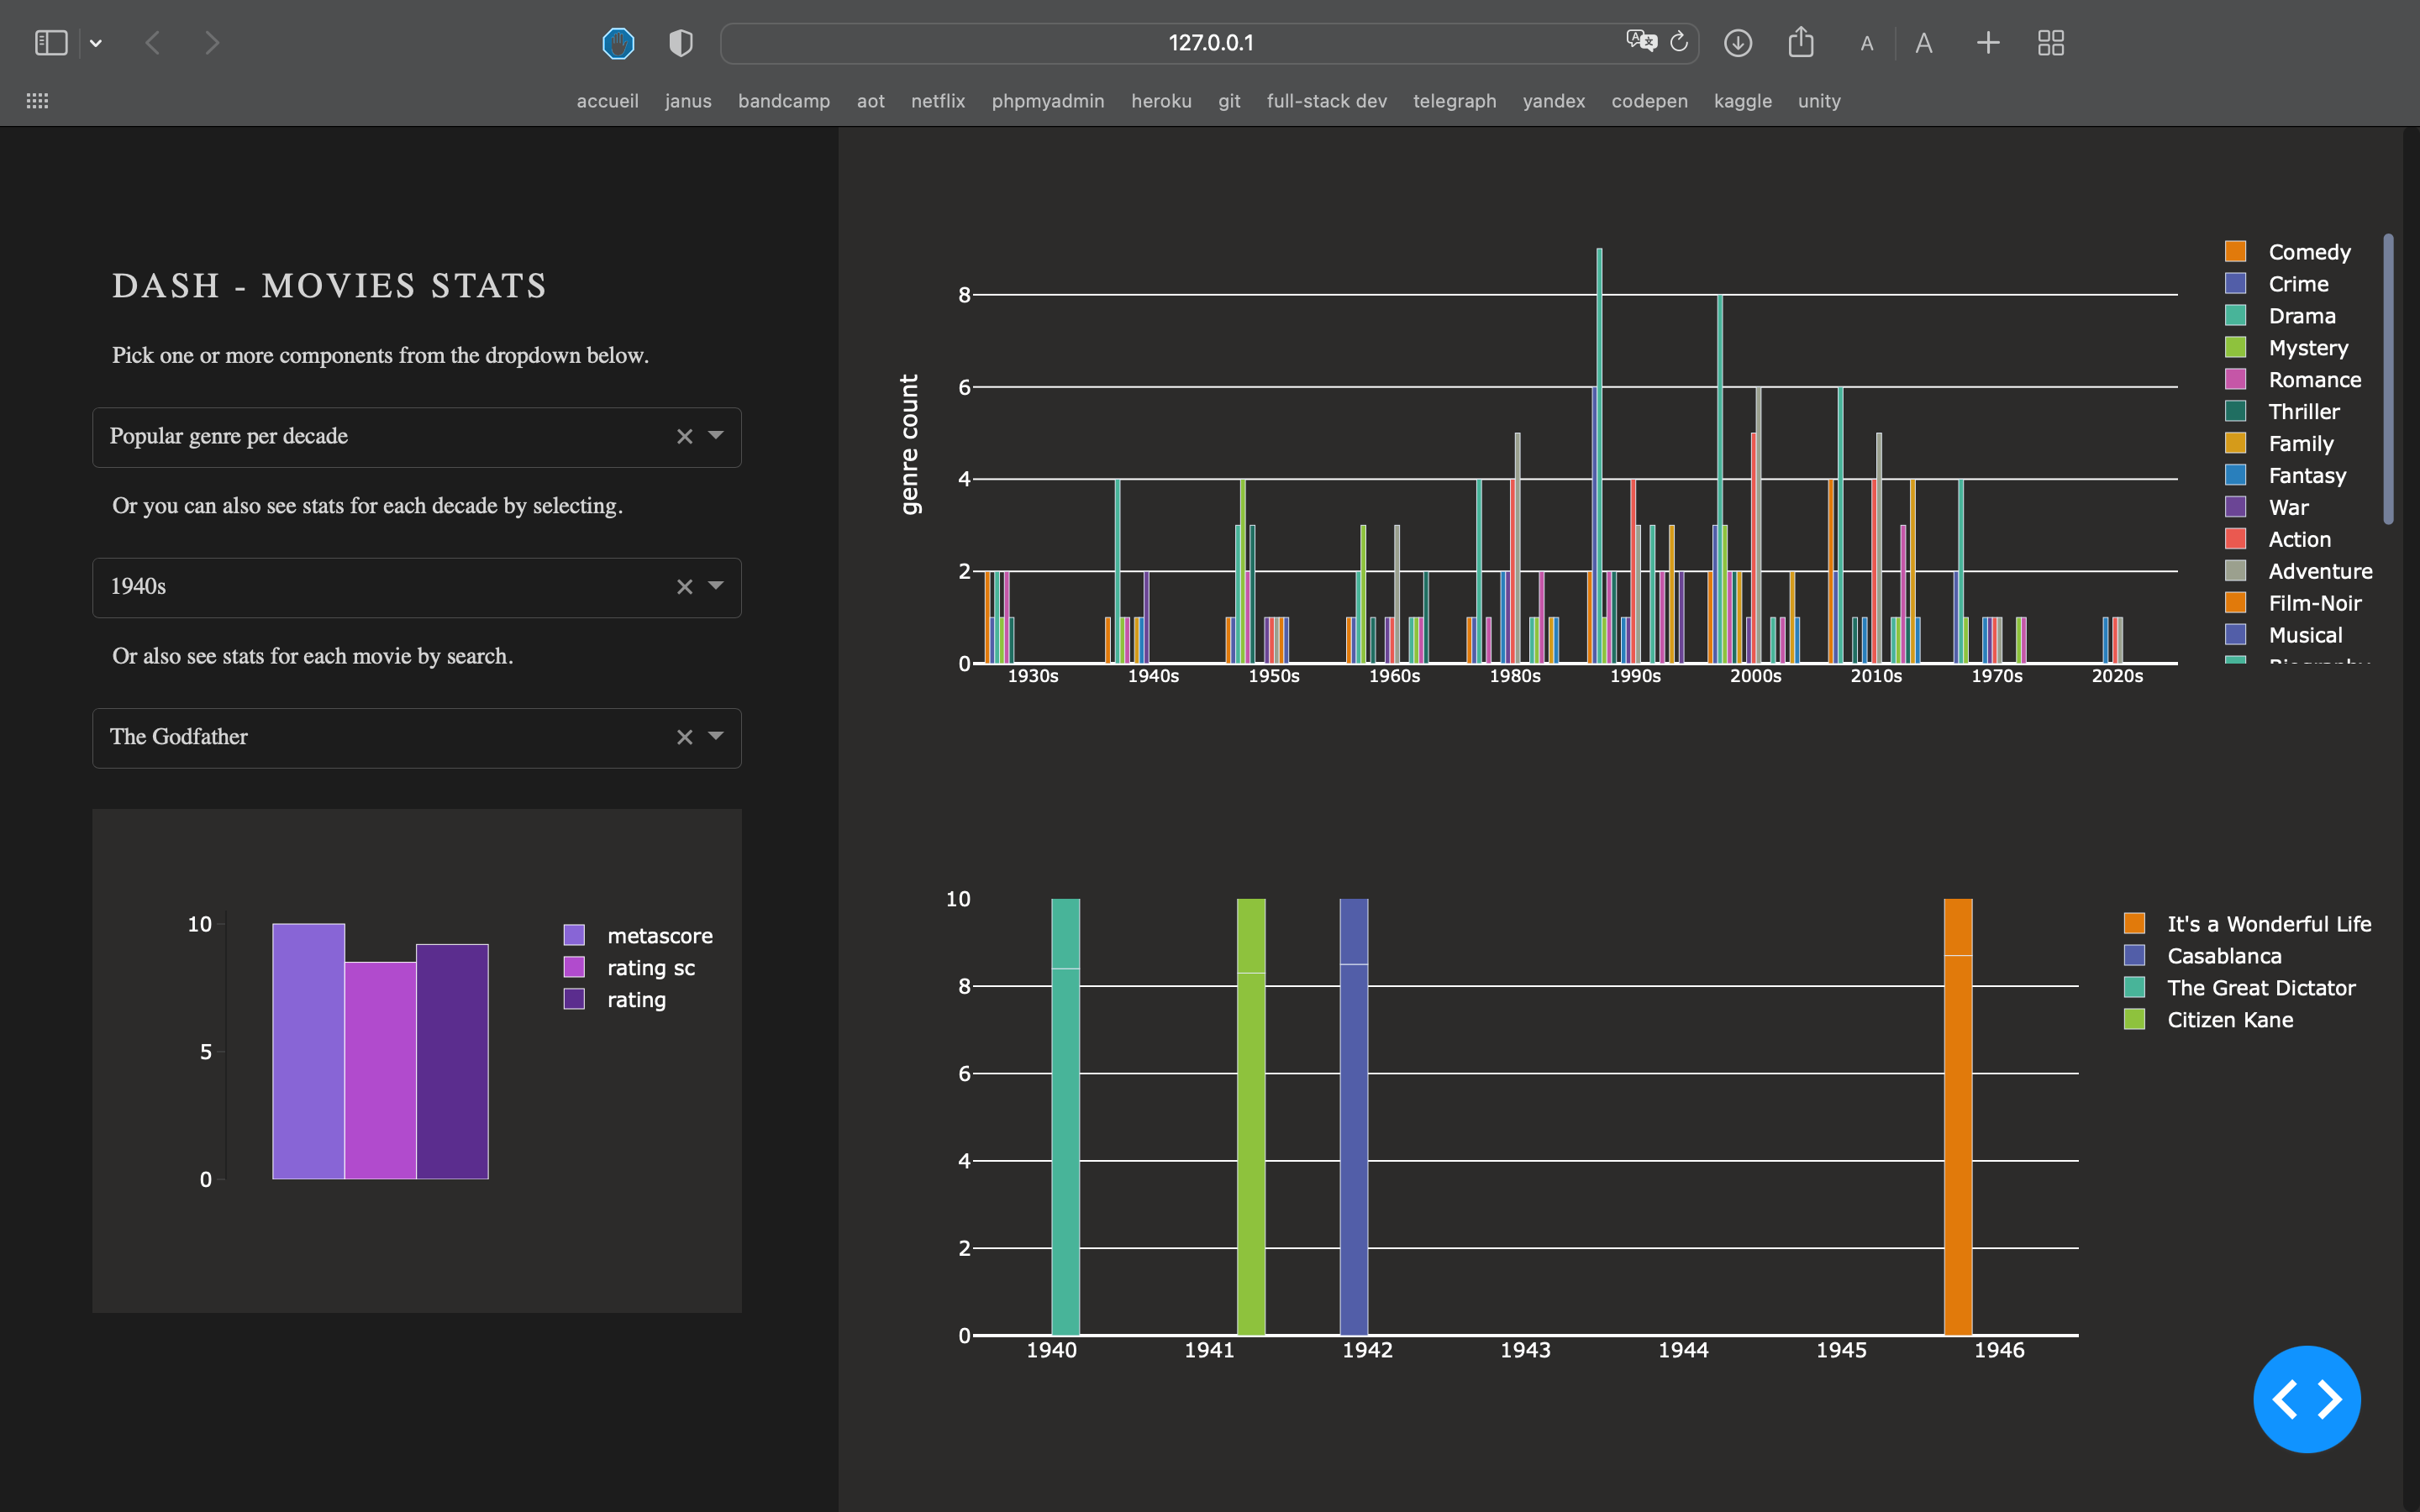 127.0.0.1
accueil janus bandcamp aot netflix phpmyadmin heroku git full-stack dev telegraph yandex codepen kaggle unity
DASH - MOVIES STATS
Pick one or more components from the dropdown below.
Popular genre per decade
Or you can also see stats for each decade by selecting.
1940s
Or also see stats for each movie by search.
The Godfather
10
5
0
metascore
rating sc
rating
genre count
8
6
4
2
0
1930s 1940s 1950s 1960s 1980s 1990s 2000s 2010s 1970s 2020s
Comedy
Crime
Drama
Mystery
Romance
Thriller
Family
Fantasy
War
Action
Adventure
Film-Noir
Musical
10
8
6
4
2
0
1940 1941 1942 1943 1944 1945 1946
It's a Wonderful Life
Casablanca
The Great Dictator
Citizen Kane